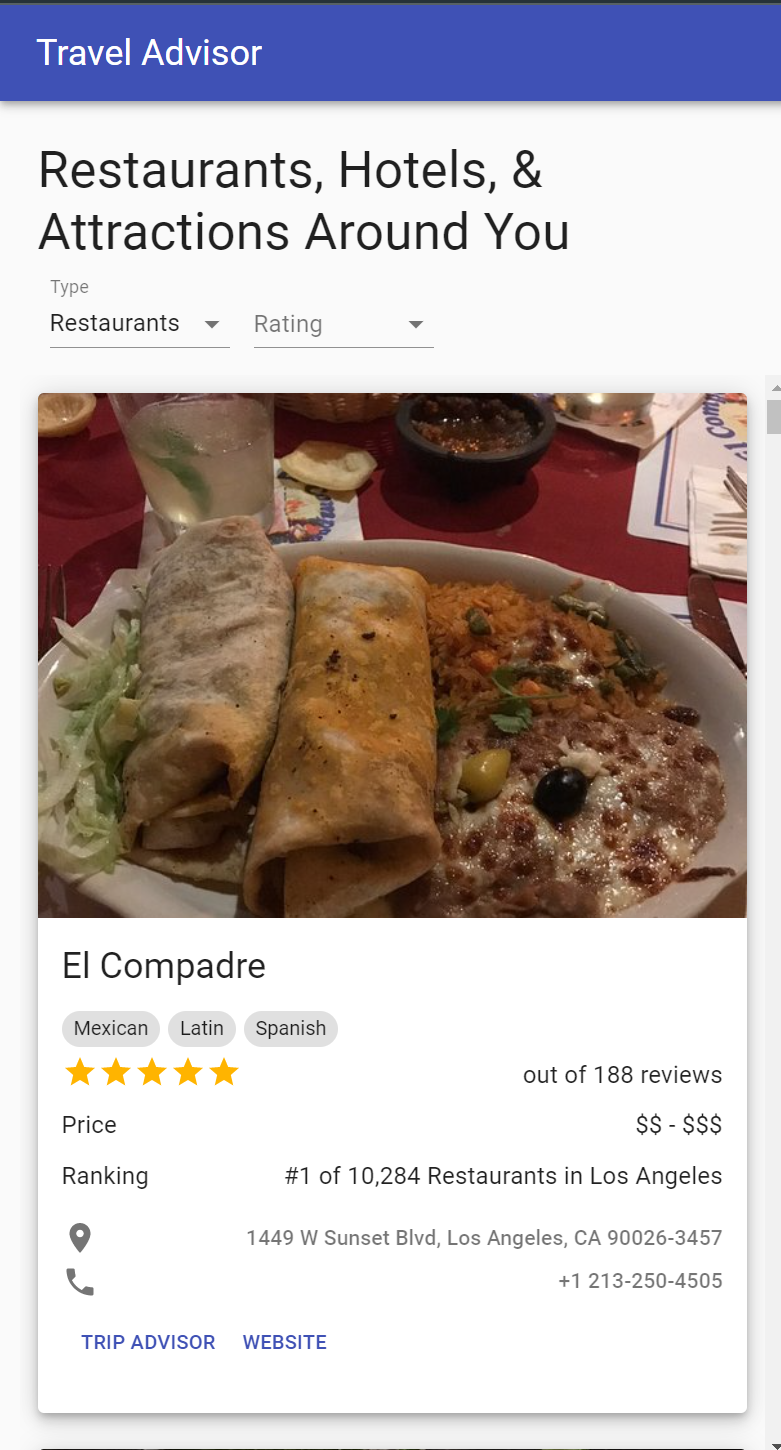 Travel Advisor
Restaurants, Hotels, &
Attractions Around You
Type
Restaurants
Rating
El Compadre
Mexican Latin Spanish
out of 188 reviews
Price $$ - $$$
Ranking #1 of 10,284 Restaurants in Los Angeles
1449 W Sunset Blvd, Los Angeles, CA 90026-3457
+1 213-250-4505
TRIP ADVISOR WEBSITE